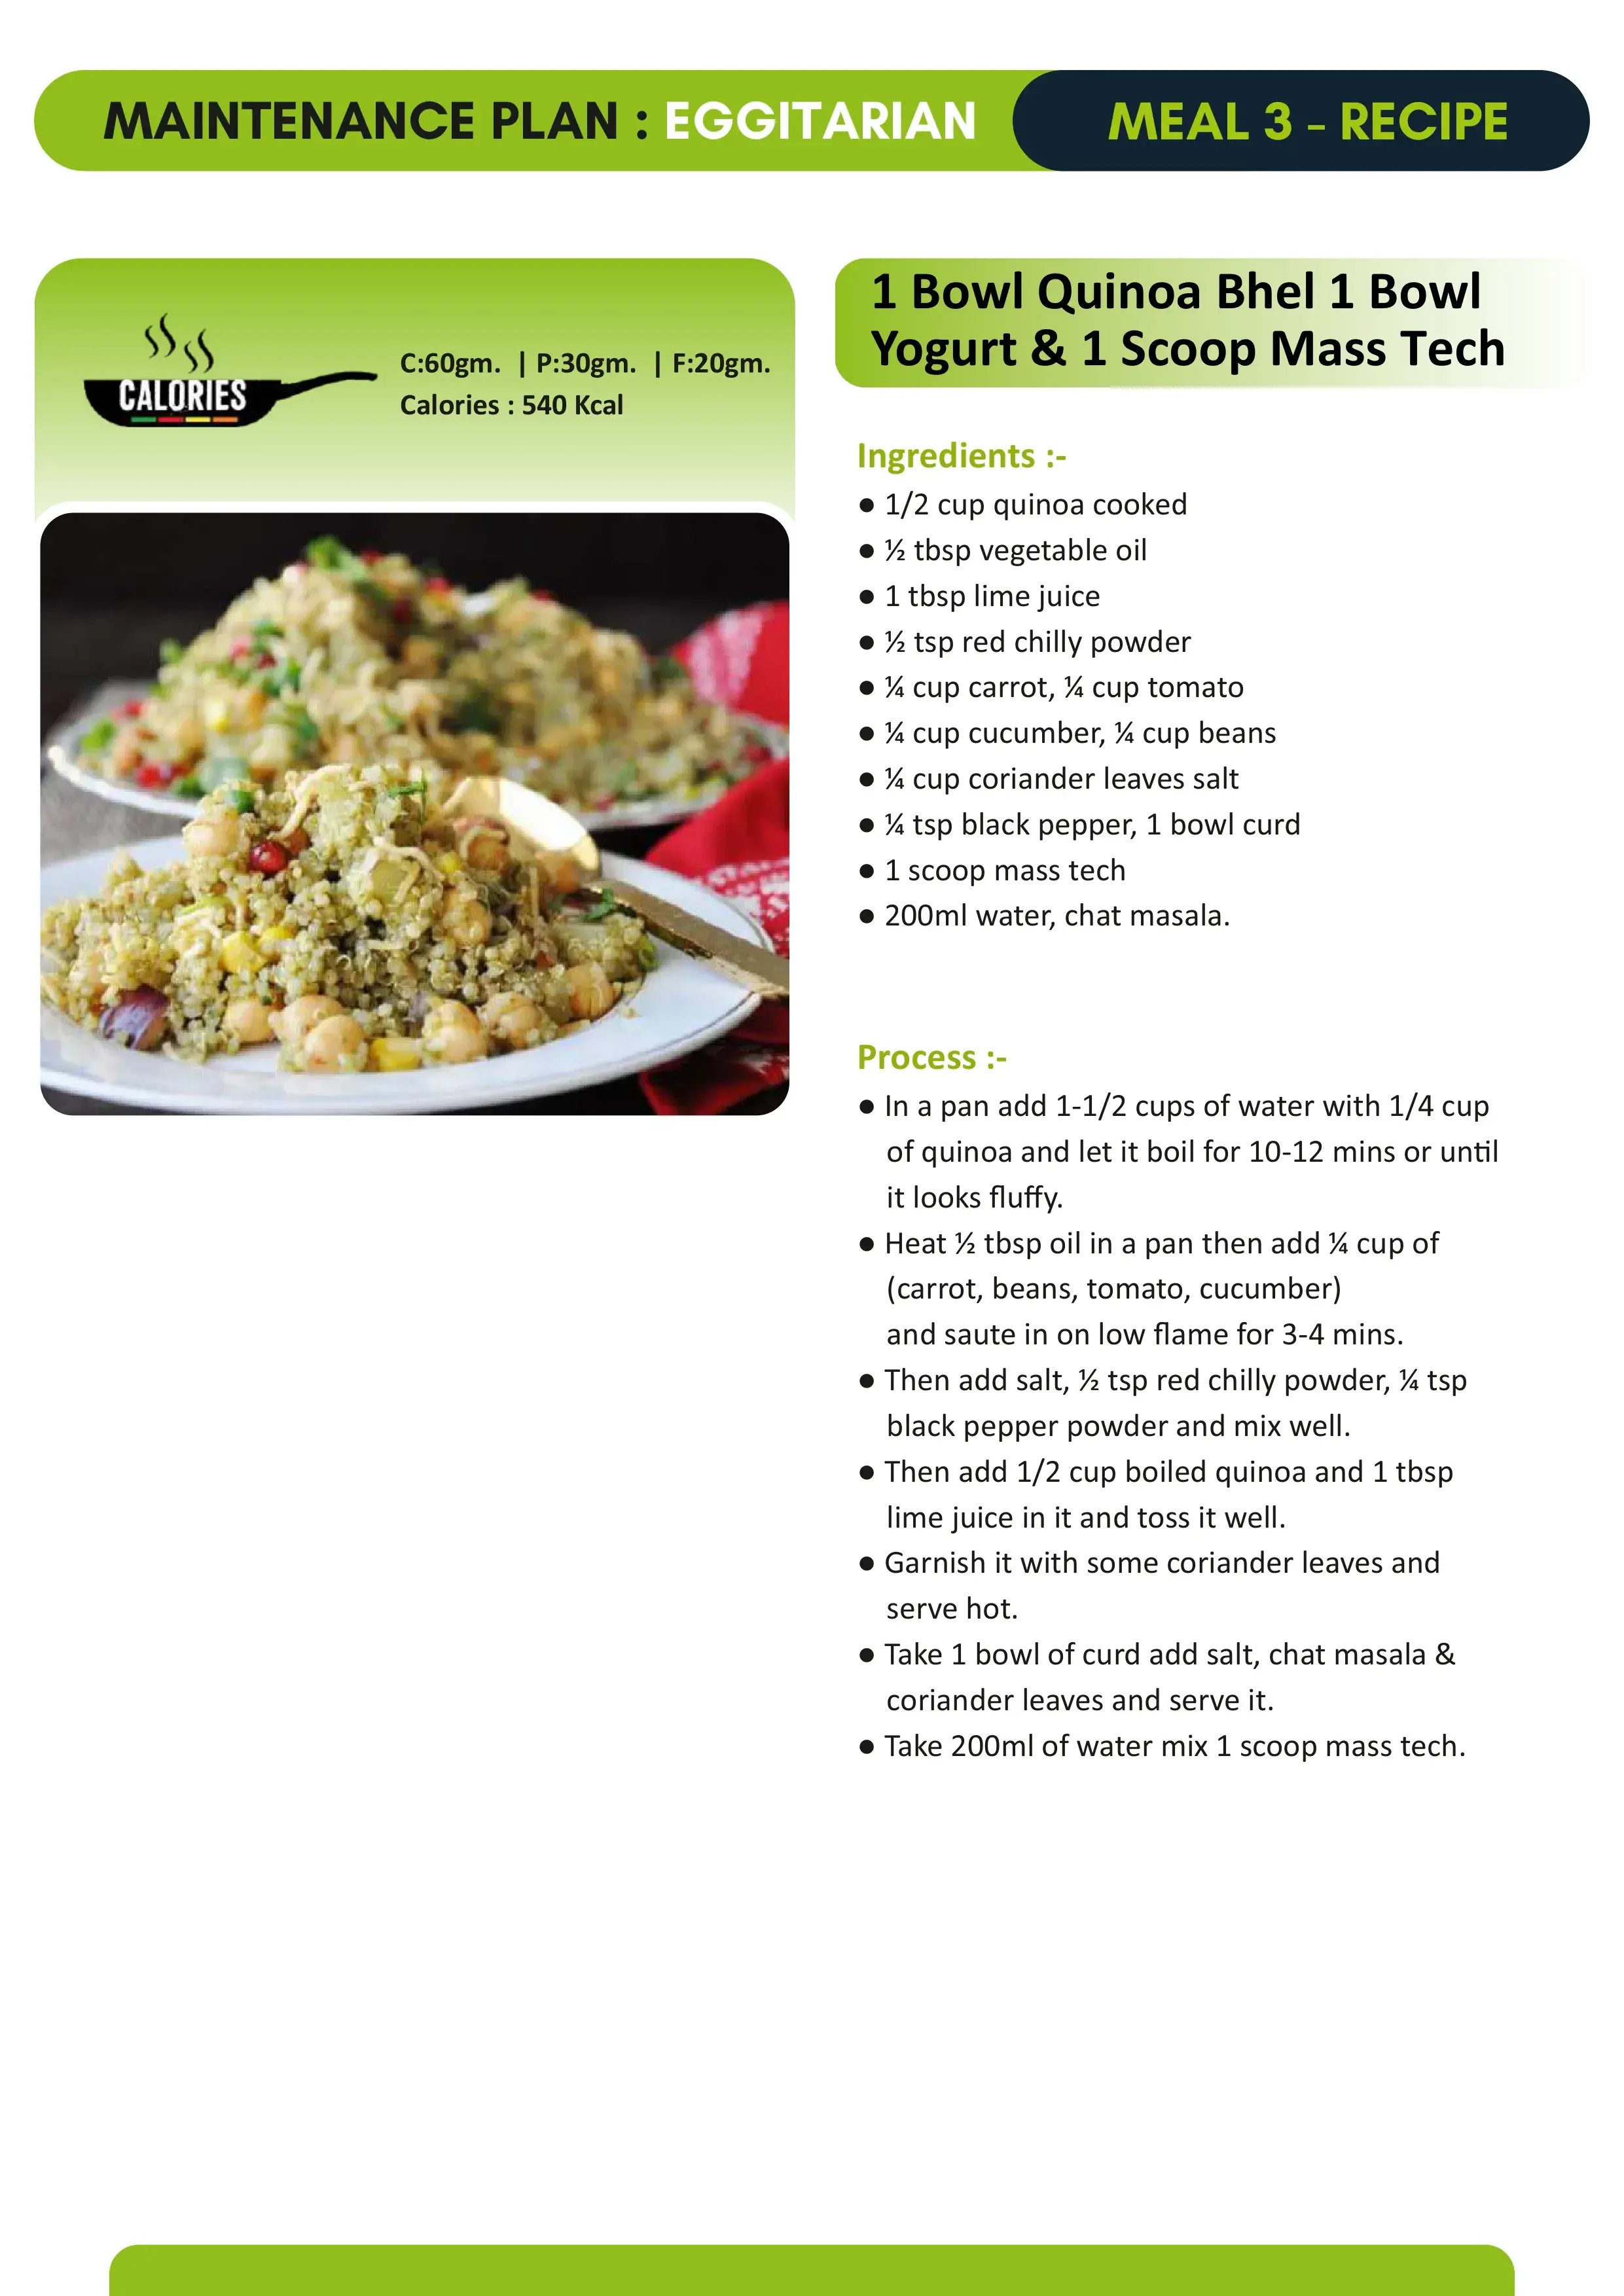 MAINTENANCE PLAN : EGGITARIAN
MEAL 3 - RECIPE
CALORIES
C:60gm. | P:30gm. | F:20gm.
Calories : 540 Kcal
1 Bowl Quinoa Bhel 1 Bowl
Yogurt & 1 Scoop Mass Tech
Ingredients :-
● 1/2 cup quinoa cooked
● ½ tbsp vegetable oil
● 1 tbsp lime juice
● ½ tsp red chilly powder
● ¼ cup carrot, ¼ cup tomato
● ¼ cup cucumber, ¼ cup beans
● ¼ cup coriander leaves salt
● ¼ tsp black pepper, 1 bowl curd
● 1 scoop mass tech
● 200ml water, chat masala.
Process :-
● In a pan add 1-1/2 cups of water with 1/4 cup
of quinoa and let it boil for 10-12 mins or until
it looks fluffy.
● Heat ½ tbsp oil in a pan then add ¼ cup of
(carrot, beans, tomato, cucumber)
and saute in on low flame for 3-4 mins.
● Then add salt, ½ tsp red chilly powder, ¼ tsp
black pepper powder and mix well.
● Then add 1/2 cup boiled quinoa and 1 tbsp
lime juice in it and toss it well.
● Garnish it with some coriander leaves and
serve hot.
● Take 1 bowl of curd add salt, chat masala &
coriander leaves and serve it.
● Take 200ml of water mix 1 scoop mass tech.